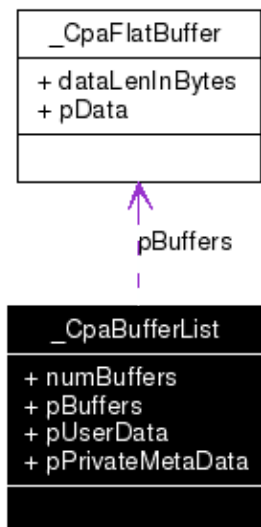 _CpaFlatBuffer
+ dataLenInBytes
+ pData
pBuffers
_CpaBufferList
+ numBuffers
+ pBuffers
+ pUserData
+ pPrivateMetaData